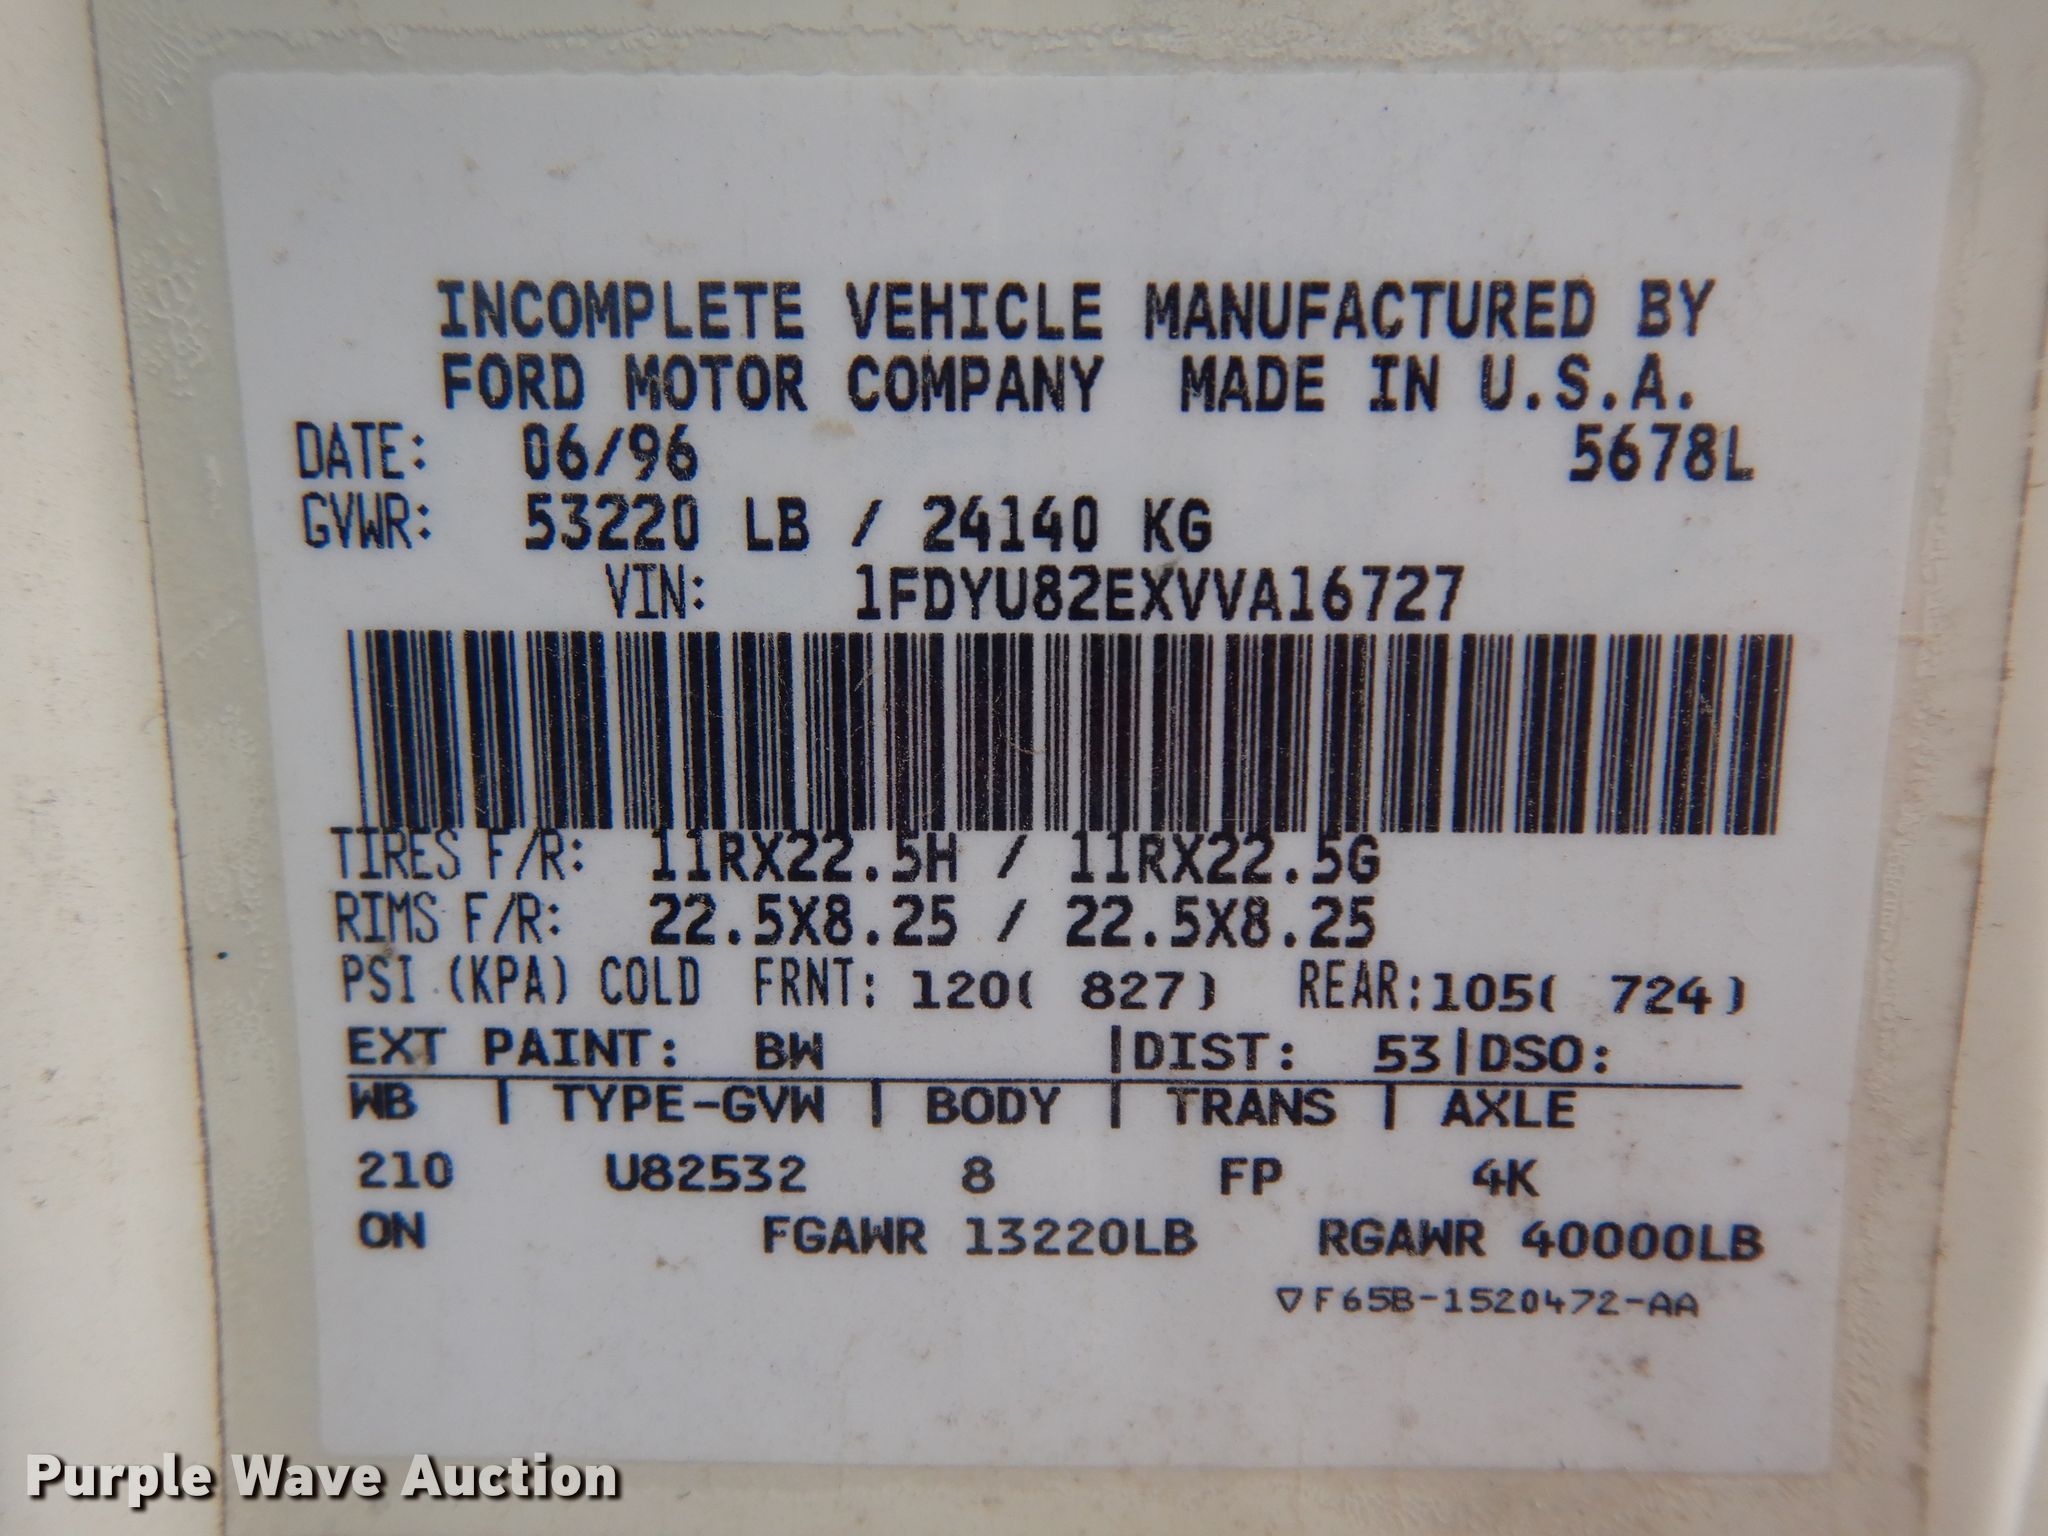 INCOMPLETE VEHICLE MANUFACTURED BY
FORD MOTOR COMPANY MADE IN U.S.A.
DATE: 06/96 5678L
GVWR: 53220 LB / 24140 KG
VIN: 1FDYU82EXVVA16727
TIRES F/R: 11RX22.5H / 11RX22.5G
RIMS F/R: 22.5X8.25 / 22.5X8.25
PSI (KPA) COLD FRNT: 120( 827) REAR:105( 724)
EXT PAINT: BW |DIST: 53|DSO:
WB | TYPE-GVW | BODY | TRANS | AXLE
210 U82532 8 FP 4K
ON FGAWR 13220LB RGAWR 40000LB
▽F65B-1520472-AA
Purple Wave Auction